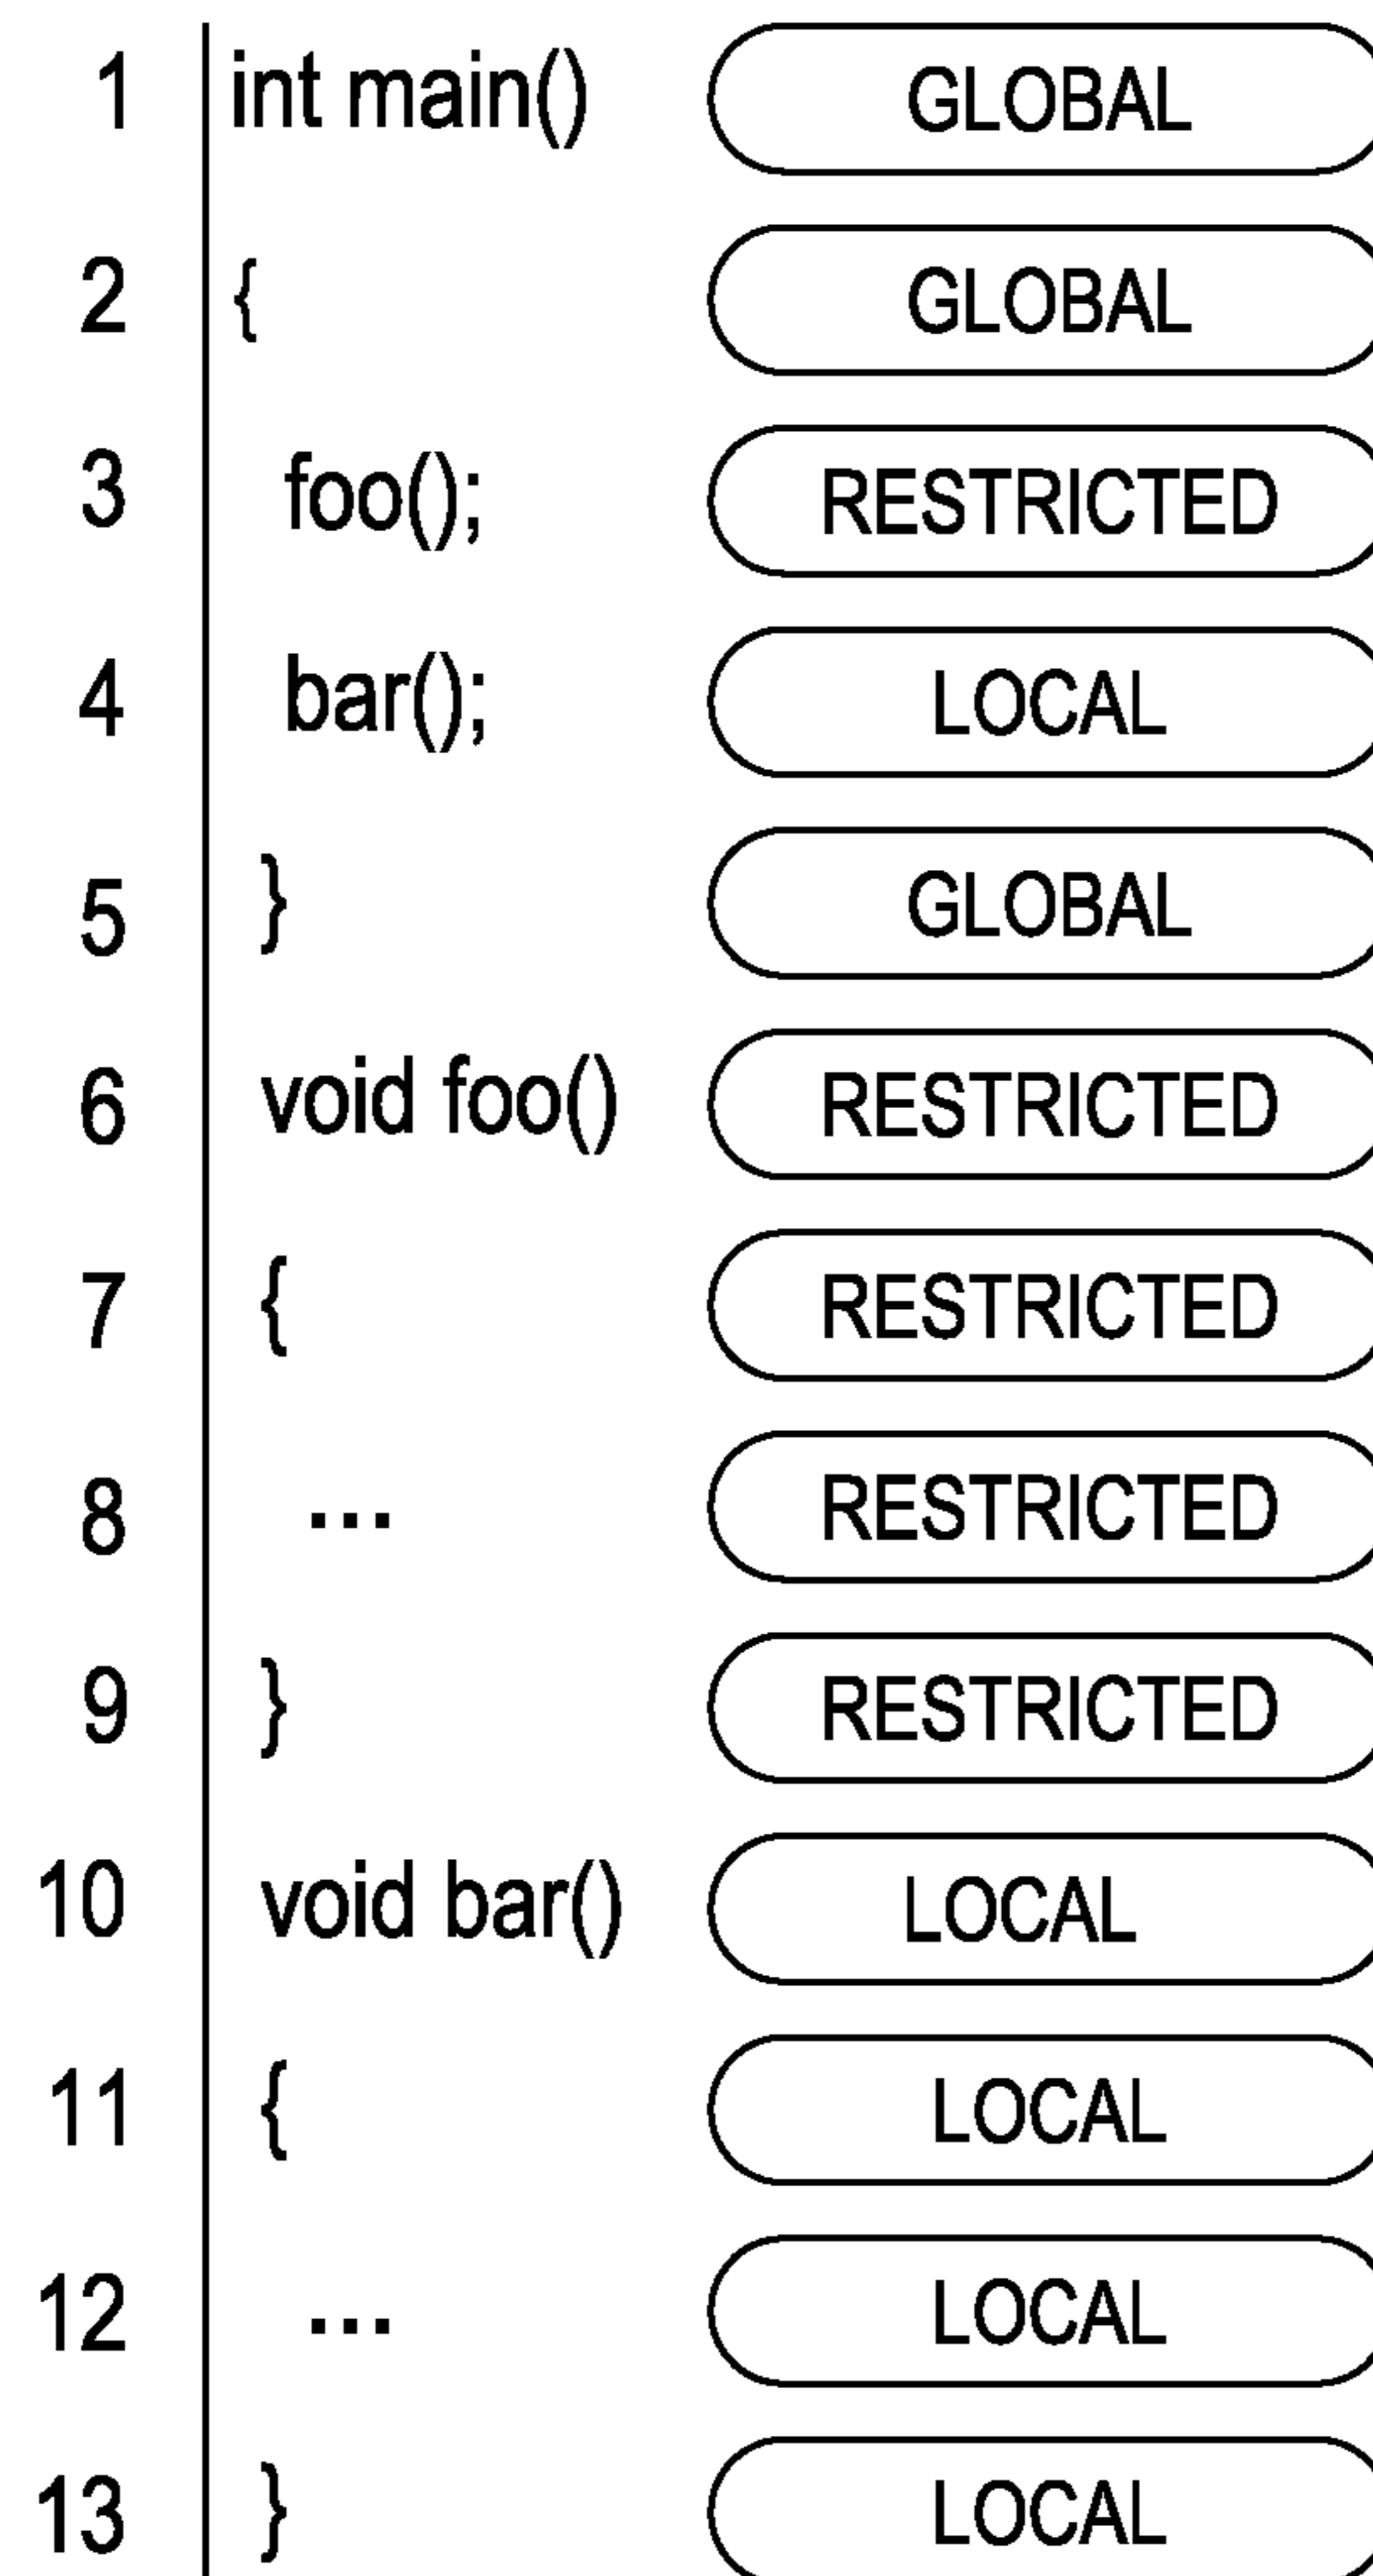 1 int main() GLOBAL
2 { GLOBAL
3 foo(); RESTRICTED
4 bar(); LOCAL
5 } GLOBAL
6 void foo() RESTRICTED
7 { RESTRICTED
8 ... RESTRICTED
9 } RESTRICTED
10 void bar() LOCAL
11 { LOCAL
12 ... LOCAL
13 } LOCAL